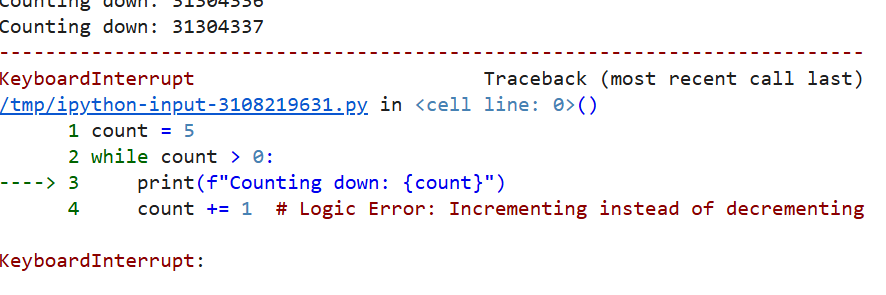 Counting down: 31304336
Counting down: 31304337
---------------------------------------------------------------------------
KeyboardInterrupt                         Traceback (most recent call last)
/tmp/ipython-input-3108219631.py in <cell line: 0>()
      1 count = 5
      2 while count > 0:
----> 3     print(f"Counting down: {count}")
      4     count += 1  # Logic Error: Incrementing instead of decrementing
KeyboardInterrupt: